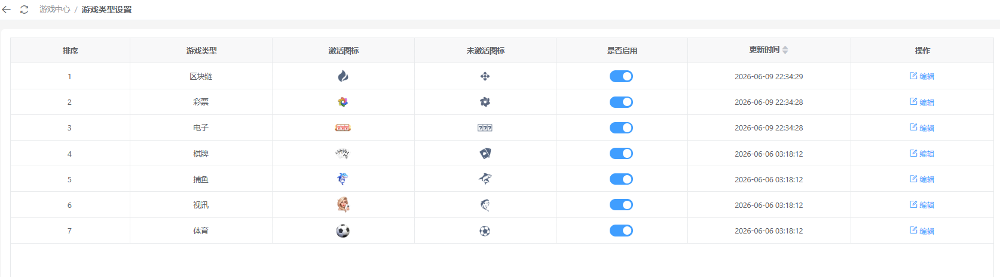 游戏中心 / 游戏类型设置
排序 游戏类型 激活图标 未激活图标 是否启用 更新时间 操作
1 区块链 2026-06-09 22:34:29 编辑
2 彩票 2026-06-09 22:34:28 编辑
3 电子 777 777 2026-06-09 22:34:28 编辑
4 棋牌 2026-06-06 03:18:12 编辑
5 捕鱼 2026-06-06 03:18:12 编辑
6 视讯 2026-06-06 03:18:12 编辑
7 体育 2026-06-06 03:18:12 编辑